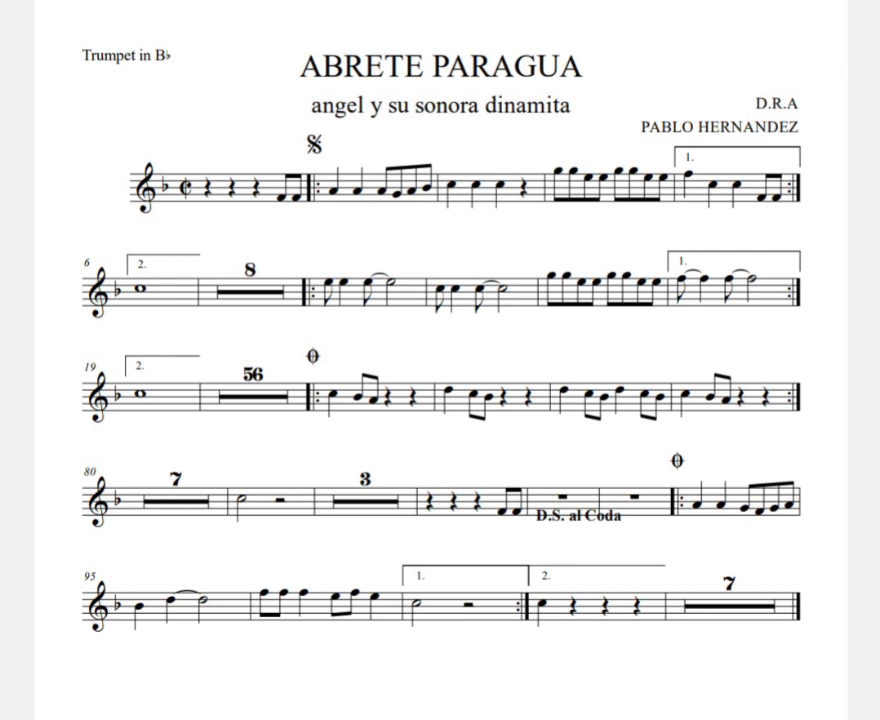 Trumpet in B♭
ABRETE PARAGUA
angel y su sonora dinamita
D.R.A
PABLO HERNANDEZ
1.
6
2.
8
1.
19
2.
56
80
7
3
D.S. al Coda
95
1.
2.
7